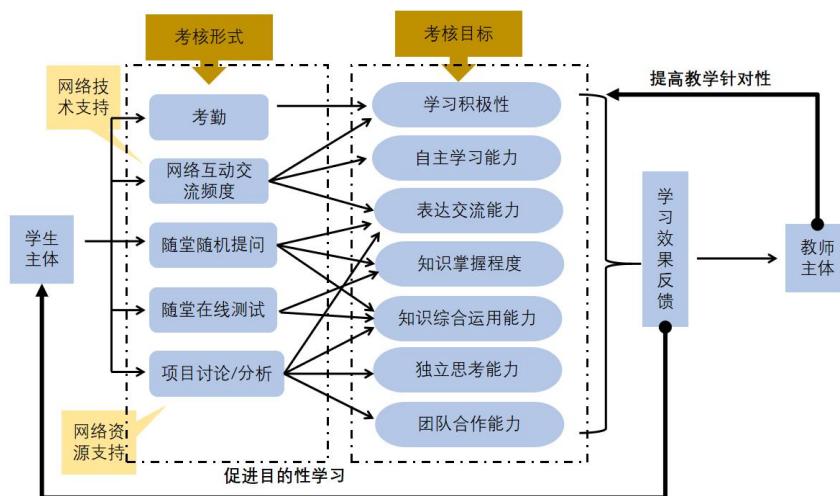 考核形式
考核目标
网络技
术支持
提高教学针对性
考勤
学习积极性
网络互动交
流频度
自主学习能力
表达交流能力
学生
主体
随堂随机提问
知识掌握程度
学
习
效
果
反
馈
教师
主体
随堂在线测试
知识综合运用能力
项目讨论/分析
独立思考能力
团队合作能力
网络资
源支持
促进目的性学习